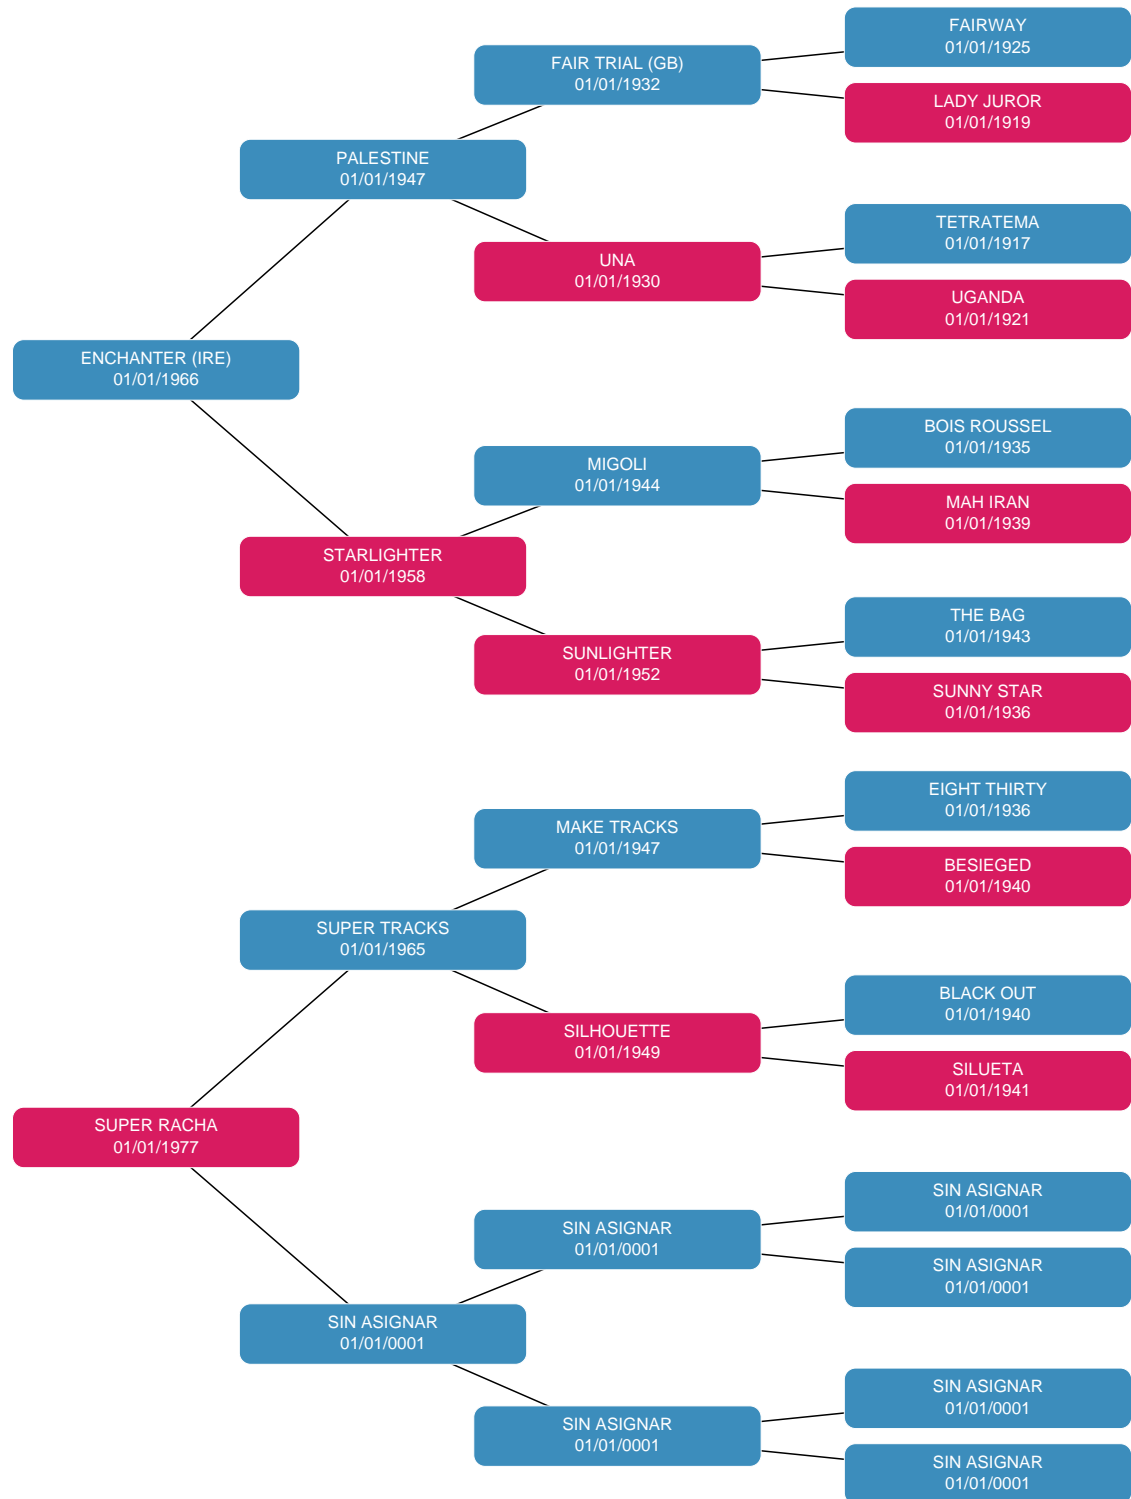 FAIRWAY
01/01/1925
FAIR TRIAL (GB)
01/01/1932
LADY JUROR
01/01/1919
PALESTINE
01/01/1947
TETRATEMA
01/01/1917
UNA
01/01/1930
UGANDA
01/01/1921
ENCHANTER (IRE)
01/01/1966
BOIS ROUSSEL
01/01/1935
MIGOLI
01/01/1944
MAH IRAN
01/01/1939
STARLIGHTER
01/01/1958
THE BAG
01/01/1943
SUNLIGHTER
01/01/1952
SUNNY STAR
01/01/1936
EIGHT THIRTY
01/01/1936
MAKE TRACKS
01/01/1947
BESIEGED
01/01/1940
SUPER TRACKS
01/01/1965
BLACK OUT
01/01/1940
SILHOUETTE
01/01/1949
SILUETA
01/01/1941
SUPER RACHA
01/01/1977
SIN ASIGNAR
01/01/0001
SIN ASIGNAR
01/01/0001
SIN ASIGNAR
01/01/0001
SIN ASIGNAR
01/01/0001
SIN ASIGNAR
01/01/0001
SIN ASIGNAR
01/01/0001
SIN ASIGNAR
01/01/0001